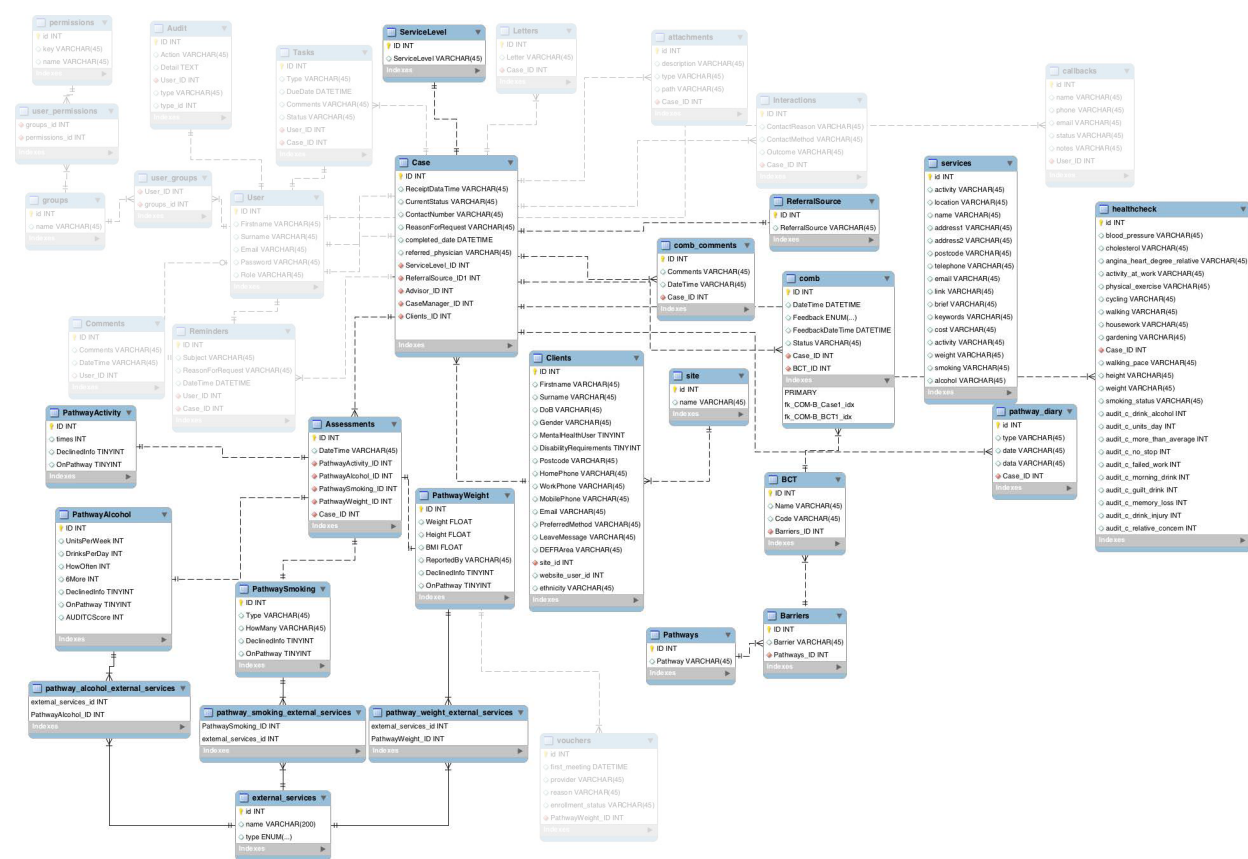 permissions
id INT
key VARCHAR(45)
name VARCHAR(45)
Indexes
user_permissions
groups_id INT
permissions_id INT
Indexes
groups
id INT
name VARCHAR(45)
Indexes
Audit
ID INT
Action VARCHAR(45)
Detail TEXT
User_ID INT
type VARCHAR(45)
type_id INT
Indexes
user_groups
User_ID INT
groups_id INT
Indexes
Tasks
ID INT
Type VARCHAR(45)
DueDate DATETIME
Comments VARCHAR(45)
Status VARCHAR(45)
User_ID INT
Case_ID INT
Indexes
User
ID INT
Firstname VARCHAR(45)
Surname VARCHAR(45)
Email VARCHAR(45)
Password VARCHAR(45)
Role VARCHAR(45)
Indexes
Comments
ID INT
Comments VARCHAR(45)
DateTime VARCHAR(45)
User_ID INT
Indexes
Reminders
ID INT
Subject VARCHAR(45)
ReasonForRequest VARCHAR(45)
DateTime DATETIME
User_ID INT
Case_ID INT
Indexes
ServiceLevel
ID INT
ServiceLevel VARCHAR(45)
Indexes
Letters
ID INT
Letter VARCHAR(45)
Case_ID INT
Indexes
attachments
id INT
description VARCHAR(45)
type VARCHAR(45)
path VARCHAR(45)
Case_ID INT
Indexes
Interactions
ID INT
ContactReason VARCHAR(45)
ContactMethod VARCHAR(45)
Outcome VARCHAR(45)
Case_ID INT
Indexes
callbacks
id INT
name VARCHAR(45)
phone VARCHAR(45)
email VARCHAR(45)
status VARCHAR(45)
notes VARCHAR(45)
User_ID INT
Indexes
Case
ID INT
ReceiptDataTime VARCHAR(45)
CurrentStatus VARCHAR(45)
ContactNumber VARCHAR(45)
ReasonForRequest VARCHAR(45)
completed_date DATETIME
referred_physician VARCHAR(45)
ServiceLevel_ID INT
ReferralSource_ID1 INT
Advisor_ID INT
CaseManager_ID INT
Clients_ID INT
Indexes
ReferralSource
ID INT
ReferralSource VARCHAR(45)
Indexes
comb_comments
ID INT
Comments VARCHAR(45)
DateTime VARCHAR(45)
Case_ID INT
Indexes
comb
ID INT
DateTime DATETIME
Feedback ENUM(...)
FeedbackDateTime DATETIME
Status VARCHAR(45)
Case_ID INT
BCT_ID INT
Indexes
PRIMARY
fk_COM-B_Case1_idx
fk_COM-B_BCT1_idx
services
id INT
activity VARCHAR(45)
location VARCHAR(45)
name VARCHAR(45)
address1 VARCHAR(45)
address2 VARCHAR(45)
postcode VARCHAR(45)
telephone VARCHAR(45)
email VARCHAR(45)
link VARCHAR(45)
brief VARCHAR(45)
keywords VARCHAR(45)
cost VARCHAR(45)
activity VARCHAR(45)
weight VARCHAR(45)
smoking VARCHAR(45)
alcohol VARCHAR(45)
Indexes
healthcheck
id INT
blood_pressure VARCHAR(45)
cholesterol VARCHAR(45)
angina_heart_degree_relative VARCHAR(45)
activity_at_work VARCHAR(45)
physical_exercise VARCHAR(45)
cycling VARCHAR(45)
walking VARCHAR(45)
housework VARCHAR(45)
gardening VARCHAR(45)
Case_ID INT
walking_pace VARCHAR(45)
height VARCHAR(45)
weight VARCHAR(45)
smoking_status VARCHAR(45)
audit_c_drink_alcohol INT
audit_c_units_day INT
audit_c_more_than_average INT
audit_c_no_stop INT
audit_c_failed_work INT
audit_c_morning_drink INT
audit_c_guilt_drink INT
audit_c_memory_loss INT
audit_c_drink_injury INT
audit_c_relative_concern INT
Indexes
pathway_diary
id INT
type VARCHAR(45)
date VARCHAR(45)
data VARCHAR(45)
Case_ID INT
Indexes
Clients
ID INT
Firstname VARCHAR(45)
Surname VARCHAR(45)
DoB VARCHAR(45)
Gender VARCHAR(45)
MentalHealthUser TINYINT
DisabilityRequirements TINYINT
Postcode VARCHAR(45)
HomePhone VARCHAR(45)
WorkPhone VARCHAR(45)
MobilePhone VARCHAR(45)
Email VARCHAR(45)
PreferredMethod VARCHAR(45)
LeaveMessage VARCHAR(45)
DEFRArea VARCHAR(45)
site_id INT
website_user_id INT
ethnicity VARCHAR(45)
Indexes
site
id INT
name VARCHAR(45)
Indexes
BCT
ID INT
Name VARCHAR(45)
Code VARCHAR(45)
Barriers_ID INT
Indexes
Barriers
ID INT
Barrier VARCHAR(45)
Pathways_ID INT
Indexes
Pathways
ID INT
Pathway VARCHAR(45)
Indexes
PathwayActivity
ID INT
times INT
DeclinedInfo TINYINT
OnPathway TINYINT
Indexes
Assessments
ID INT
DateTime VARCHAR(45)
PathwayActivity_ID INT
PathwayAlcohol_ID INT
PathwaySmoking_ID INT
PathwayWeight_ID INT
Case_ID INT
Indexes
PathwayAlcohol
ID INT
UnitsPerWeek INT
DrinksPerDay INT
HowOften INT
6More INT
DeclinedInfo TINYINT
OnPathway TINYINT
AUDITCScore INT
Indexes
PathwayWeight
ID INT
Weight FLOAT
Height FLOAT
BMI FLOAT
ReportedBy VARCHAR(45)
DeclinedInfo TINYINT
OnPathway TINYINT
Indexes
PathwaySmoking
ID INT
Type VARCHAR(45)
HowMany VARCHAR(45)
DeclinedInfo TINYINT
OnPathway TINYINT
Indexes
pathway_alcohol_external_services
external_services_id INT
PathwayAlcohol_ID INT
Indexes
pathway_smoking_external_services
PathwaySmoking_ID INT
external_services_id INT
Indexes
pathway_weight_external_services
external_services_id INT
PathwayWeight_ID INT
Indexes
vouchers
id INT
first_meeting DATETIME
provider VARCHAR(45)
reason VARCHAR(45)
enrollment_status VARCHAR(45)
PathwayWeight_ID INT
Indexes
external_services
id INT
name VARCHAR(200)
type ENUM(...)
Indexes